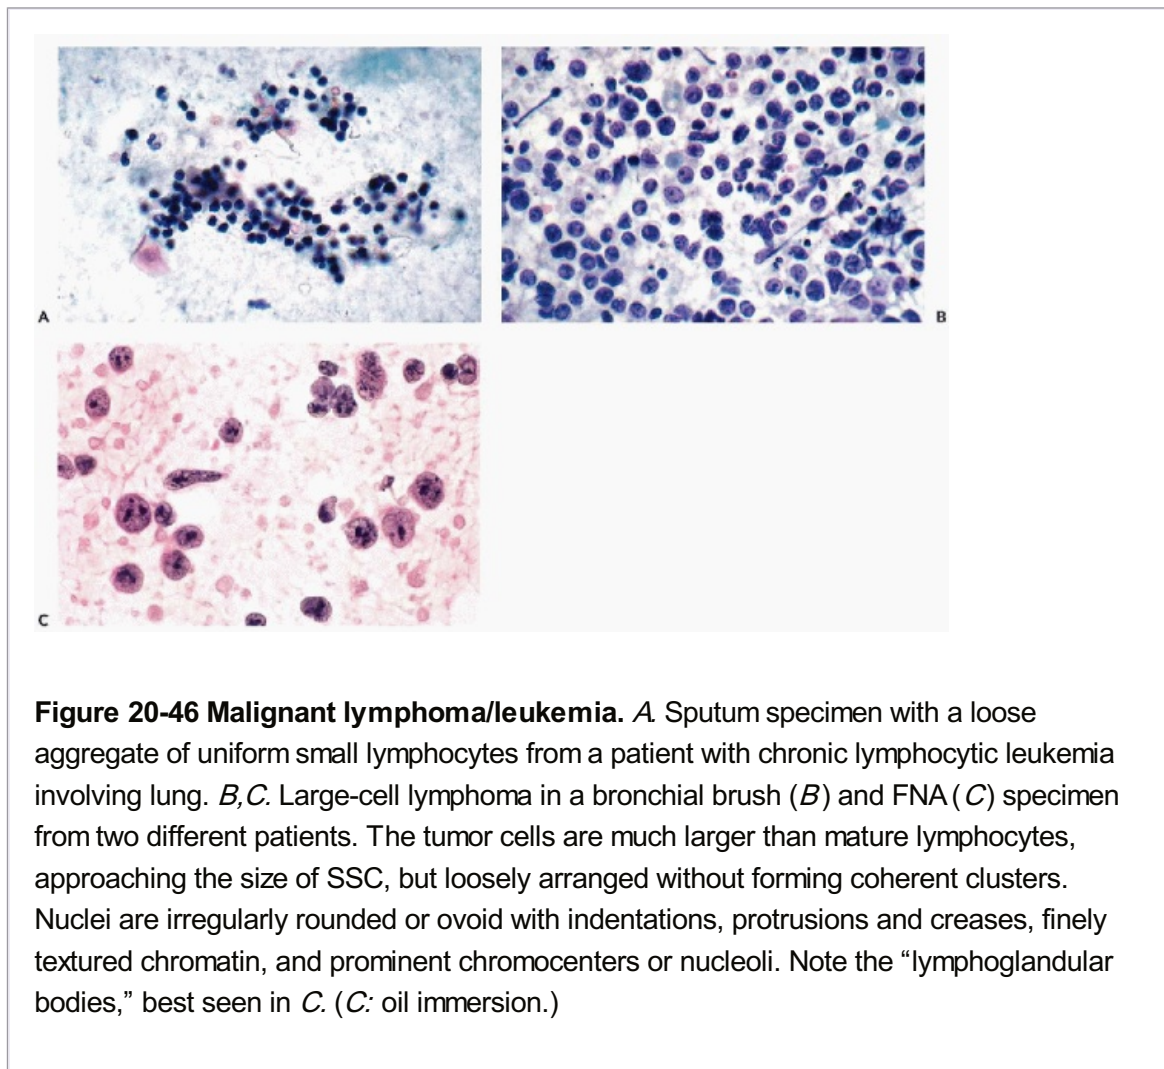 A
B
C
Figure 20-46 Malignant lymphoma/leukemia. A. Sputum specimen with a loose
aggregate of uniform small lymphocytes from a patient with chronic lymphocytic leukemia
involving lung. B,C. Large-cell lymphoma in a bronchial brush (B) and FNA (C) specimen
from two different patients. The tumor cells are much larger than mature lymphocytes,
approaching the size of SSC, but loosely arranged without forming coherent clusters.
Nuclei are irregularly rounded or ovoid with indentations, protrusions and creases, finely
textured chromatin, and prominent chromocenters or nucleoli. Note the “lymphoglandular
bodies,” best seen in C. (C: oil immersion.)